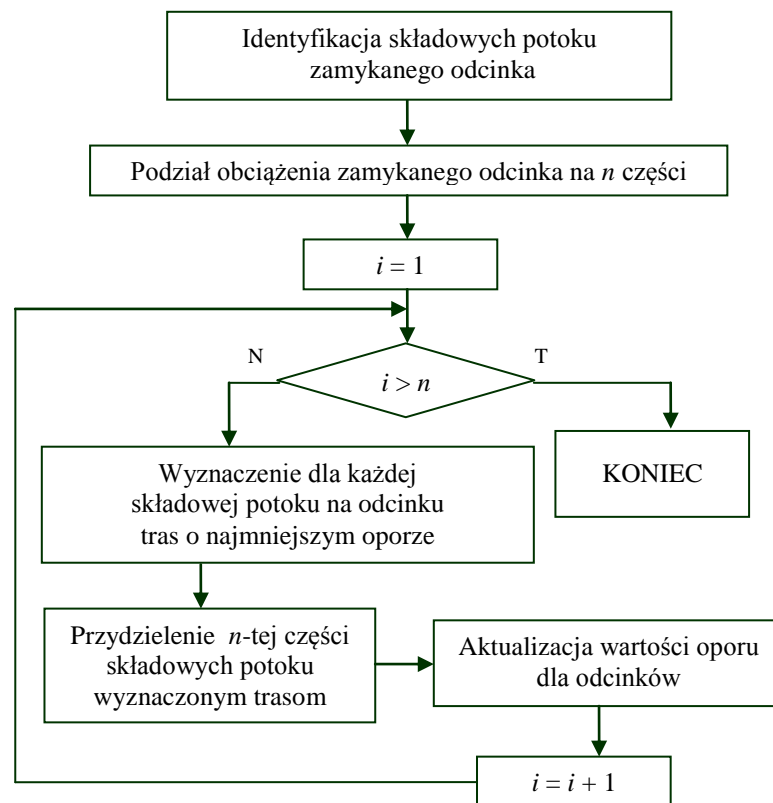 Identyfikacja składowych potoku
zamykanego odcinka
Podział obciążenia zamykanego odcinka na n części
i = 1
N
T
i > n
Wyznaczenie dla każdej
składowej potoku na odcinku
tras o najmniejszym oporze
KONIEC
Przydzielenie n-tej części
składowych potoku
wyznaczonym trasom
Aktualizacja wartości oporu
dla odcinków
i = i + 1